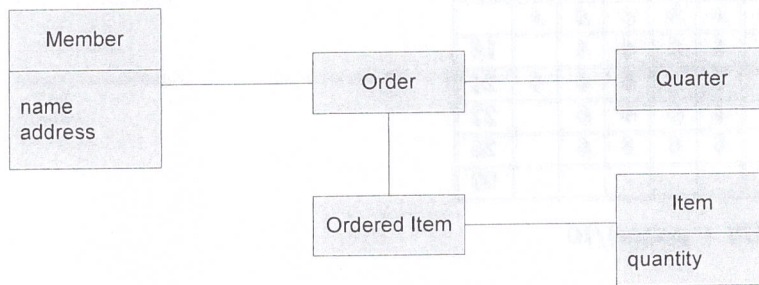 Member
name
address
Order
Quarter
Ordered Item
Item
quantity